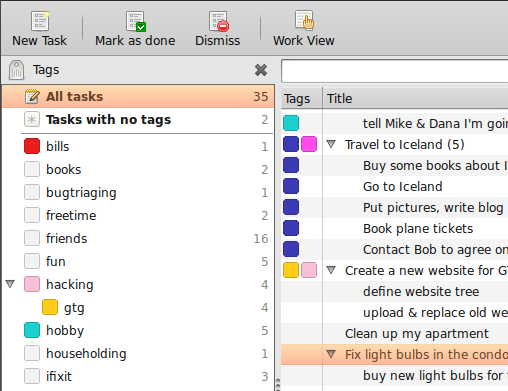 New Task Mark as done Dismiss Work View
Tags
All tasks 35
Tasks with no tags 2
bills 1
books 2
bugtriaging 1
freetime 2
friends 16
fun 5
hacking 4
gtg 4
hobby 5
householding 1
ifixit 3
Tags Title
tell Mike & Dana I'm
Travel to Iceland (5)
Buy some books about
Go to Iceland
Put pictures, write blog
Book plane tickets
Contact Bob to agree on
Create a new website for
define website tree
upload & replace old
Clean up my apartment
Fix light bulbs in the
buy new light bulbs for